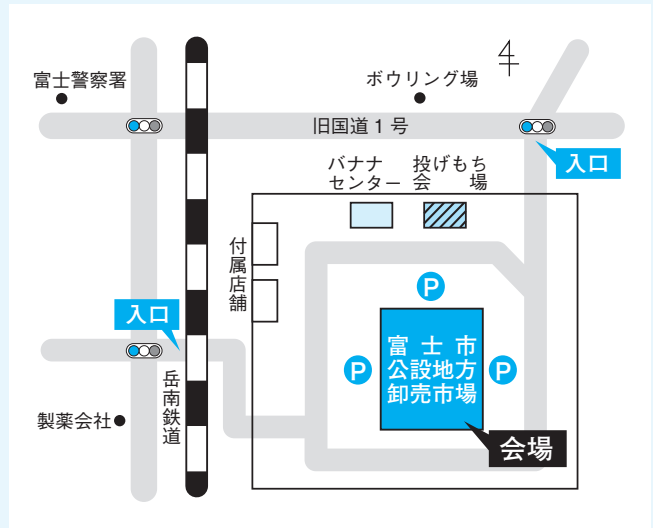 富士警察署
ボウリング場
旧国道1号
入口
バナナ
センター
投げもち
会場
付属店舗
P
入口
富士市
公設地方
卸売市場
P
P
岳南鉄道
製薬会社
会場